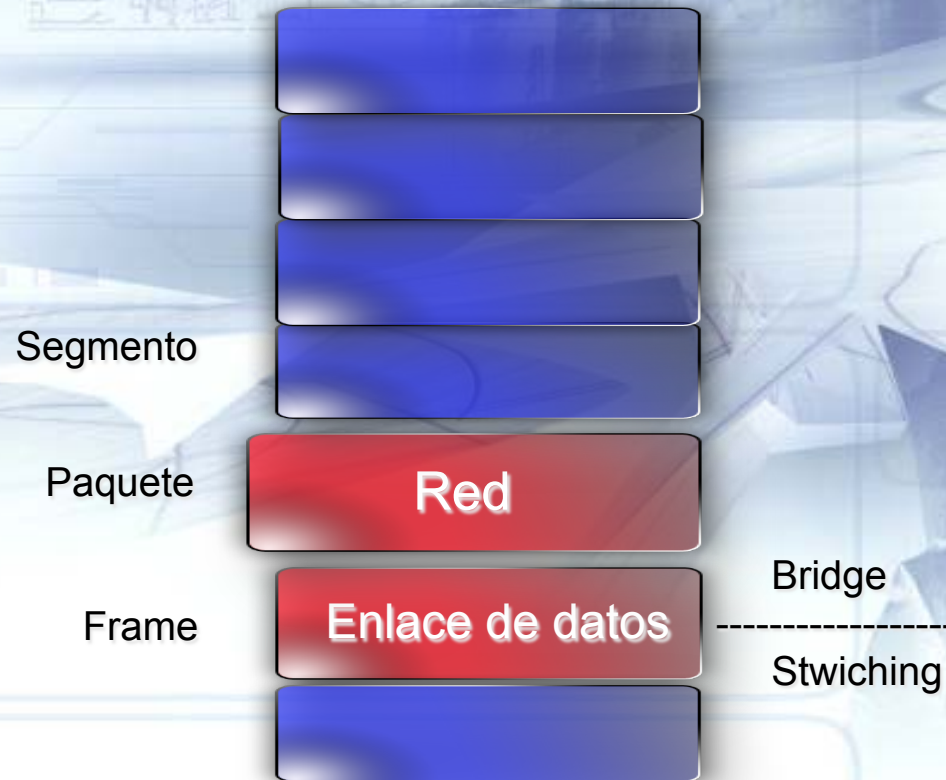 Segmento
Paquete
Red
Frame
Enlace de datos
Bridge
Stwiching